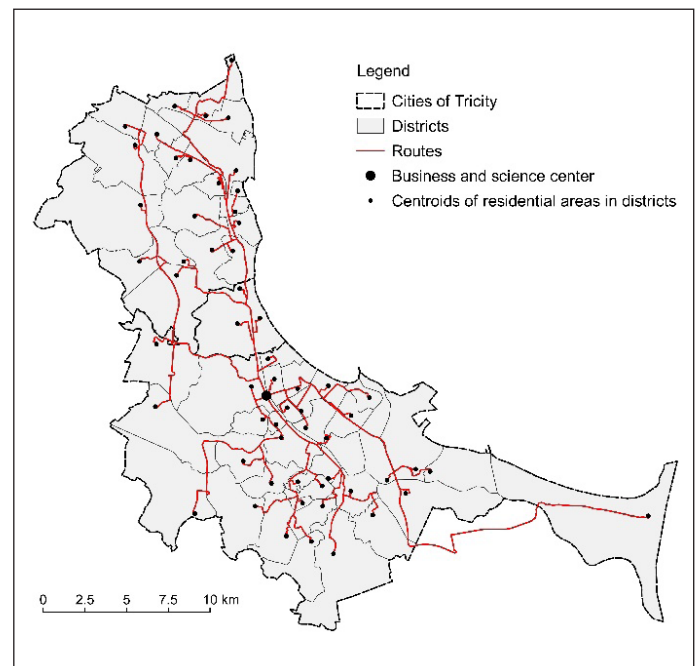 Legend
Cities of Tricity
Districts
Routes
Business and science center
Centroids of residential areas in districts
0 2.5 5 7.5 10 km